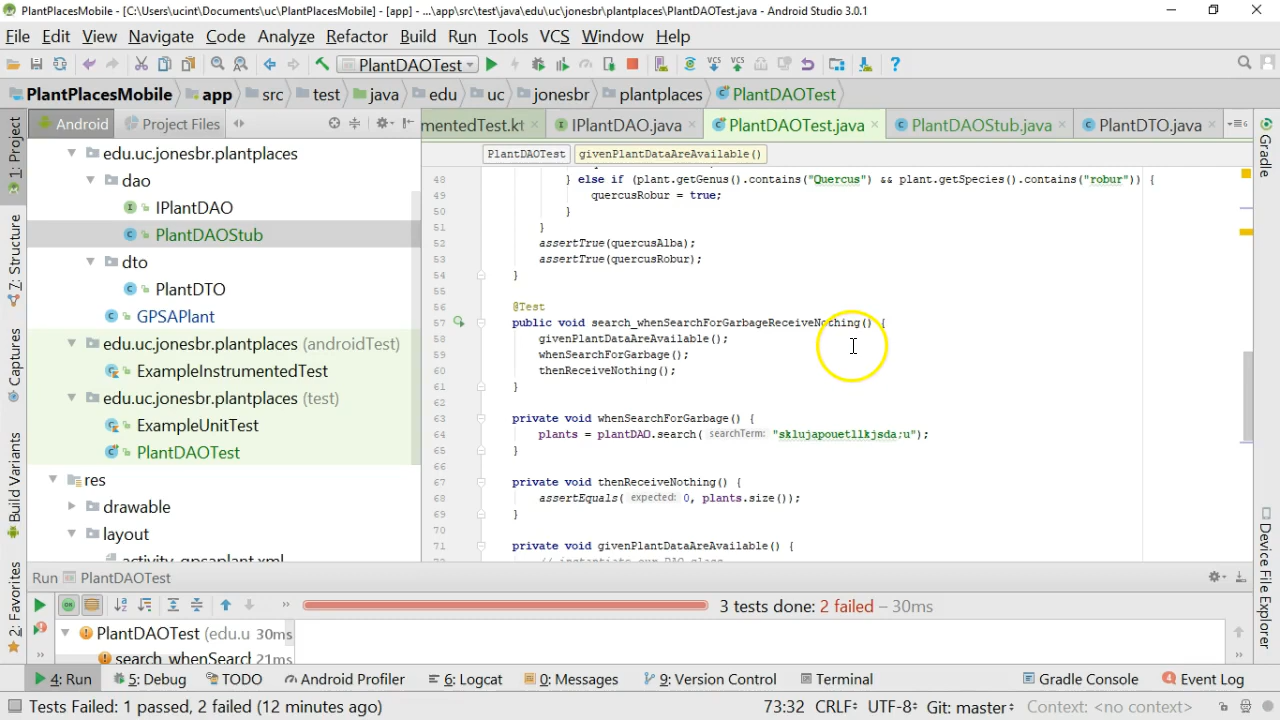 PlantPlacesMobile - [C:\Users\ucint\Documents\uc\PlantPlacesMobile] - [app] - ...\app\src\test\java\edu\uc\jonesbr\plantplaces\PlantDAOTest.java - Android Studio 3.0.1
File Edit View Navigate Code Analyze Refactor Build Run Tools VCS Window Help
PlantDAOTest
PlantPlacesMobile app src test java edu uc jonesbr plantplaces PlantDAOTest
Android Project Files mentedTest.kt IPlantDAO.java PlantDAOTest.java PlantDAOStub.java PlantDTO.java
PlantDAOTest givenPlantDataAreAvailable()
1: Project
7: Structure
Captures
Build Variants
2: Favorites
edu.uc.jonesbr.plantplaces
dao
IPlantDAO
PlantDAOStub
dto
PlantDTO
GPSAPlant
edu.uc.jonesbr.plantplaces (androidTest)
ExampleInstrumentedTest
edu.uc.jonesbr.plantplaces (test)
ExampleUnitTest
PlantDAOTest
res
drawable
layout
activity_gpsaplant.xml
48 } else if (plant.getGenus().contains("Quercus") && plant.getSpecies().contains("robur")) {
49 quercusRobur = true;
50 }
51 }
52 assertTrue(quercusAlba);
53 assertTrue(quercusRobur);
54 }
55
56 @Test
57 public void search_whenSearchForGarbageReceiveNothing() {
58 givenPlantDataAreAvailable();
59 whenSearchForGarbage();
60 thenReceiveNothing();
61 }
62
63 private void whenSearchForGarbage() {
64 plants = plantDAO.search( searchTerm: "sklujapouetllkjsda;u");
65 }
66
67 private void thenReceiveNothing() {
68 assertEquals( expected: 0, plants.size());
69 }
70
71 private void givenPlantDataAreAvailable() {
// instantiate our DAO class
Gradle
Device File Explorer
Run PlantDAOTest
3 tests done: 2 failed – 30ms
PlantDAOTest (edu.u 30ms
search_whenSearcl 21ms
4: Run 5: Debug TODO Android Profiler 6: Logcat 0: Messages 9: Version Control Terminal Gradle Console 4 Event Log
Tests Failed: 1 passed, 2 failed (12 minutes ago) 73:32 CRLF UTF-8 Git: master Context: <no context>